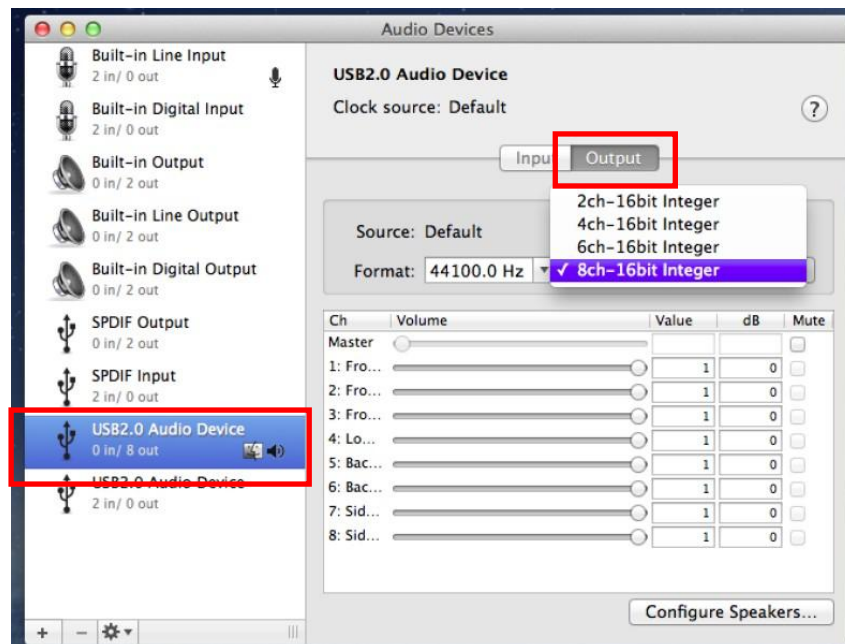 Audio Devices
Built-in Line Input
2 in/ 0 out
Built-in Digital Input
2 in/ 0 out
Built-in Output
0 in/ 2 out
Built-in Line Output
0 in/ 2 out
Built-in Digital Output
0 in/ 2 out
SPDIF Output
0 in/ 2 out
SPDIF Input
2 in/ 0 out
USB2.0 Audio Device
0 in/ 8 out
USB2.0 Audio Device
2 in/ 0 out
USB2.0 Audio Device
Clock source: Default
?
Input Output
2ch-16bit Integer
4ch-16bit Integer
6ch-16bit Integer
✓ 8ch-16bit Integer
Source: Default
Format: 44100.0 Hz
Ch Volume Value dB Mute
Master
1: Fro... 1 0
2: Fro... 1 0
3: Fro... 1 0
4: Lo... 1 0
5: Bac... 1 0
6: Bac... 1 0
7: Sid... 1 0
8: Sid... 1 0
Configure Speakers...